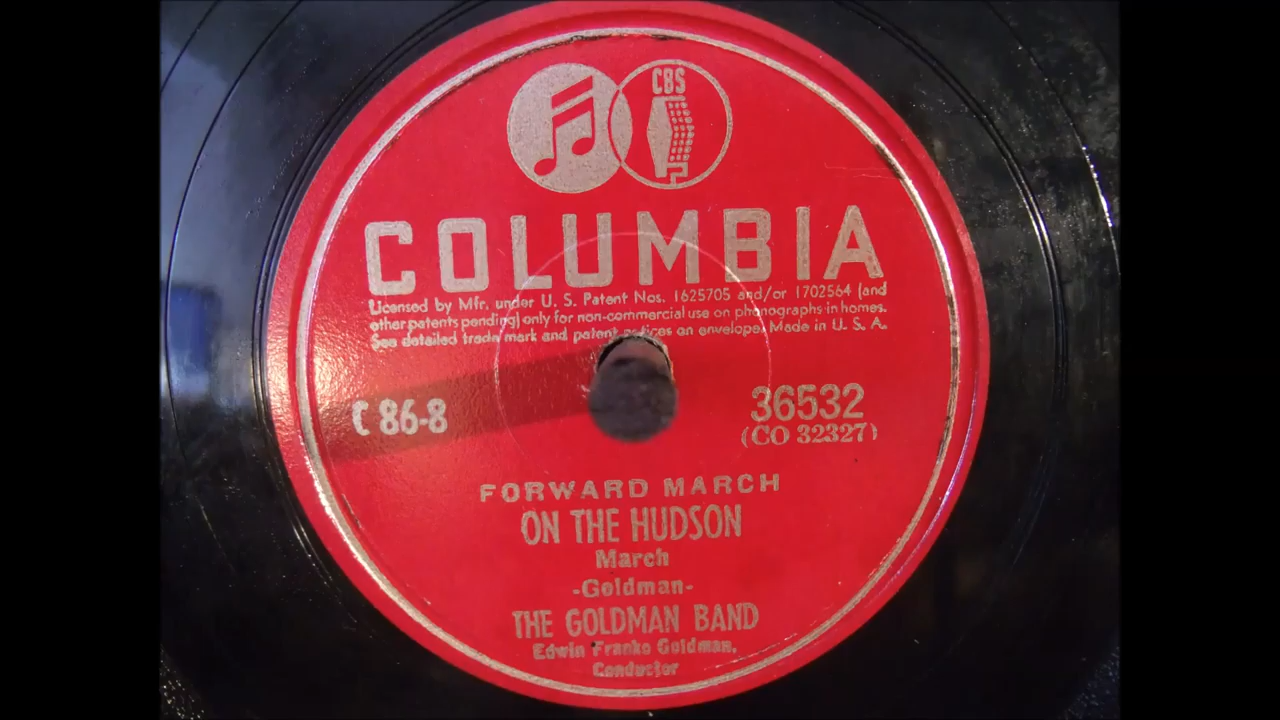 CBS
COLUMBIA
Licensed by Mfr. under U. S. Patent Nos. 1625705 and/or 1702564 (and
other patents pending) only for non-commercial use on phonographs in homes.
See detailed trade mark and patent notices on envelope. Made in U. S. A.
C 86-8
36532
(CO 32327)
FORWARD MARCH
ON THE HUDSON
March
-Goldman-
THE GOLDMAN BAND
Edwin Franko Goldman,
Conductor